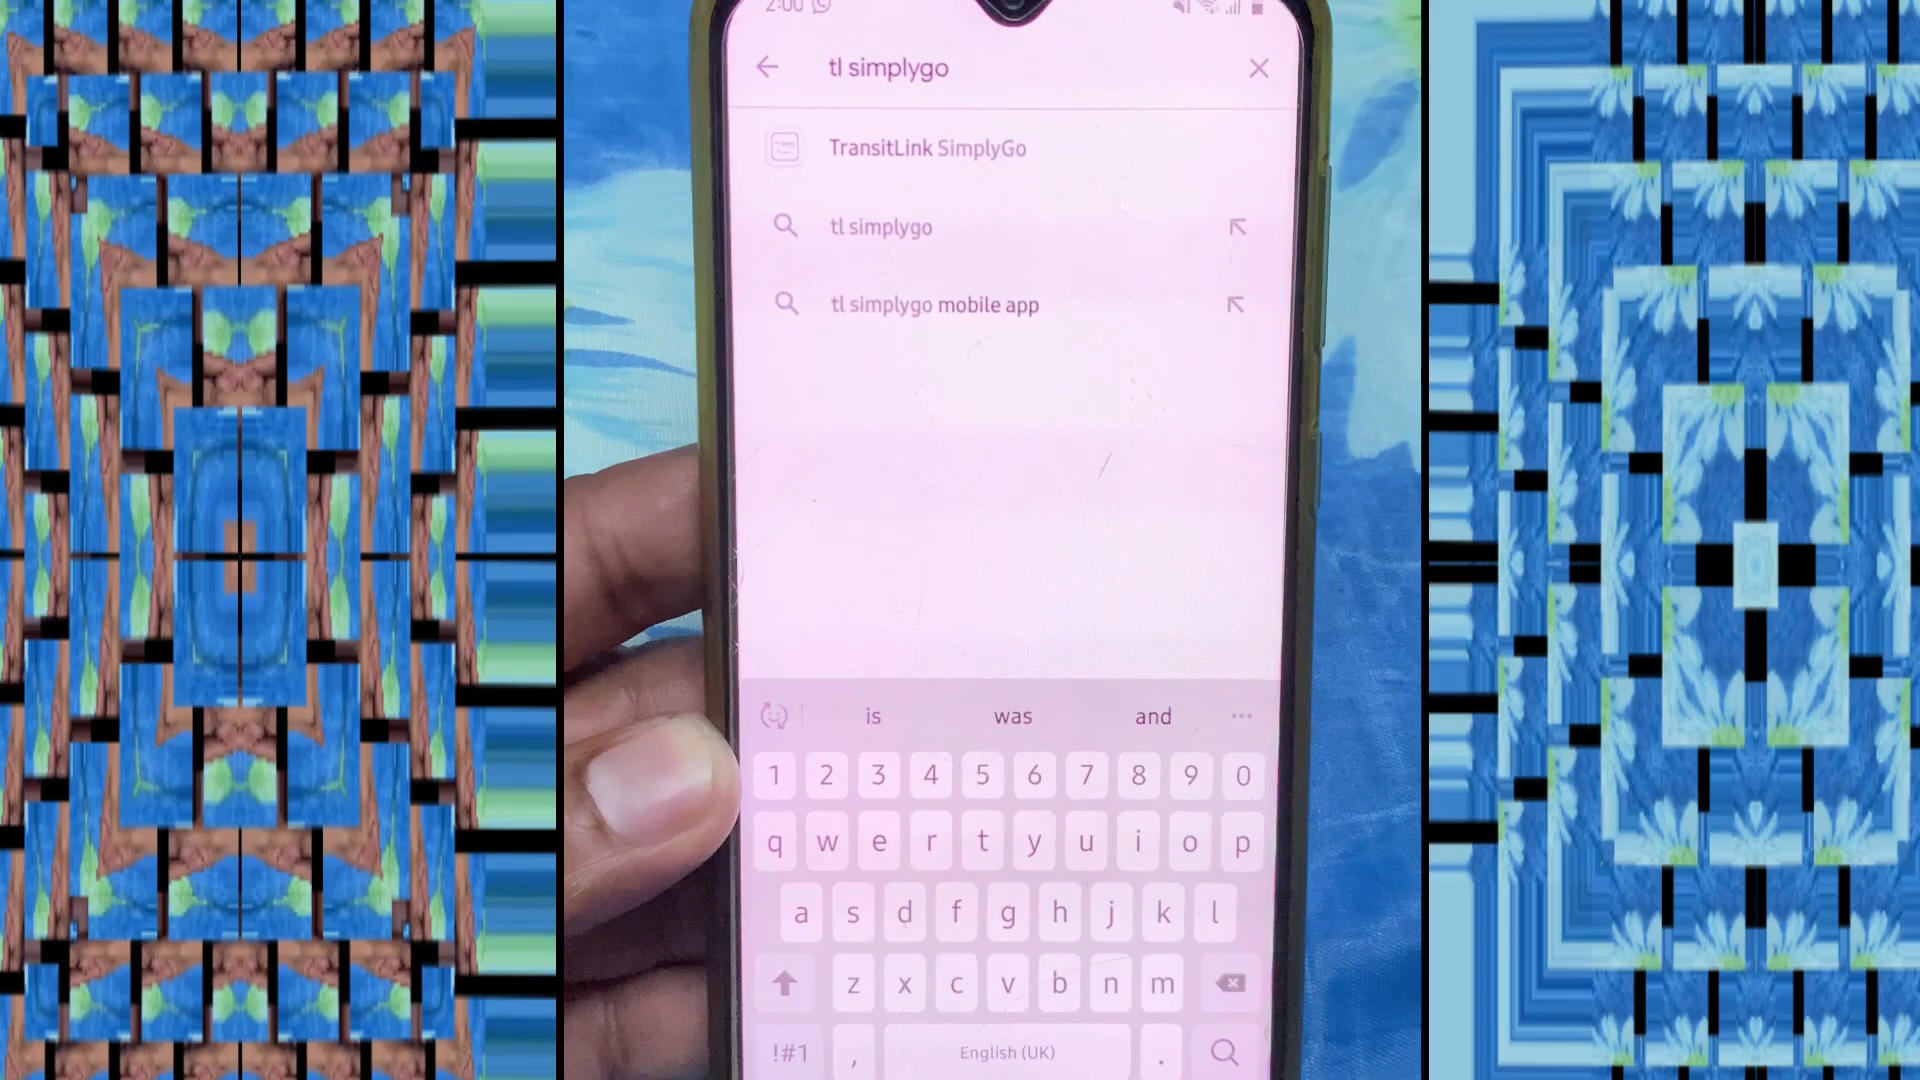 2:00
tl simplygo
TransitLink SimplyGo
tl simplygo
tl simplygo mobile app
is was and
1 2 3 4 5 6 7 8 9 0
q w e r t y u i o p
a s d f g h j k l
z x c v b n m
!#1 , English (UK) .